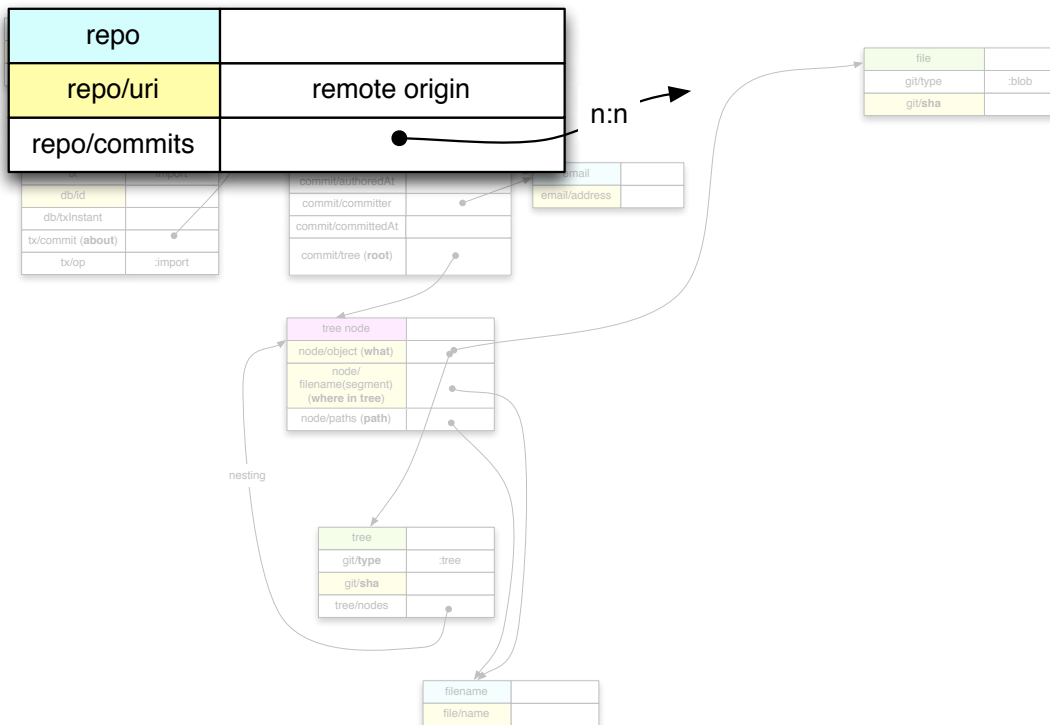 repo
repo/uri remote origin
repo/commits
n:n
file
git/type :blob
git/sha
import
db/id
db/txInstant
tx/commit (about)
tx/op :import
commit/authoredAt
commit/committer
commit/committedAt
commit/tree (root)
email
email/address
tree node
node/object (what)
node/
filename(segment)
(where in tree)
node/paths (path)
nesting
tree
git/type :tree
git/sha
tree/nodes
filename
file/name